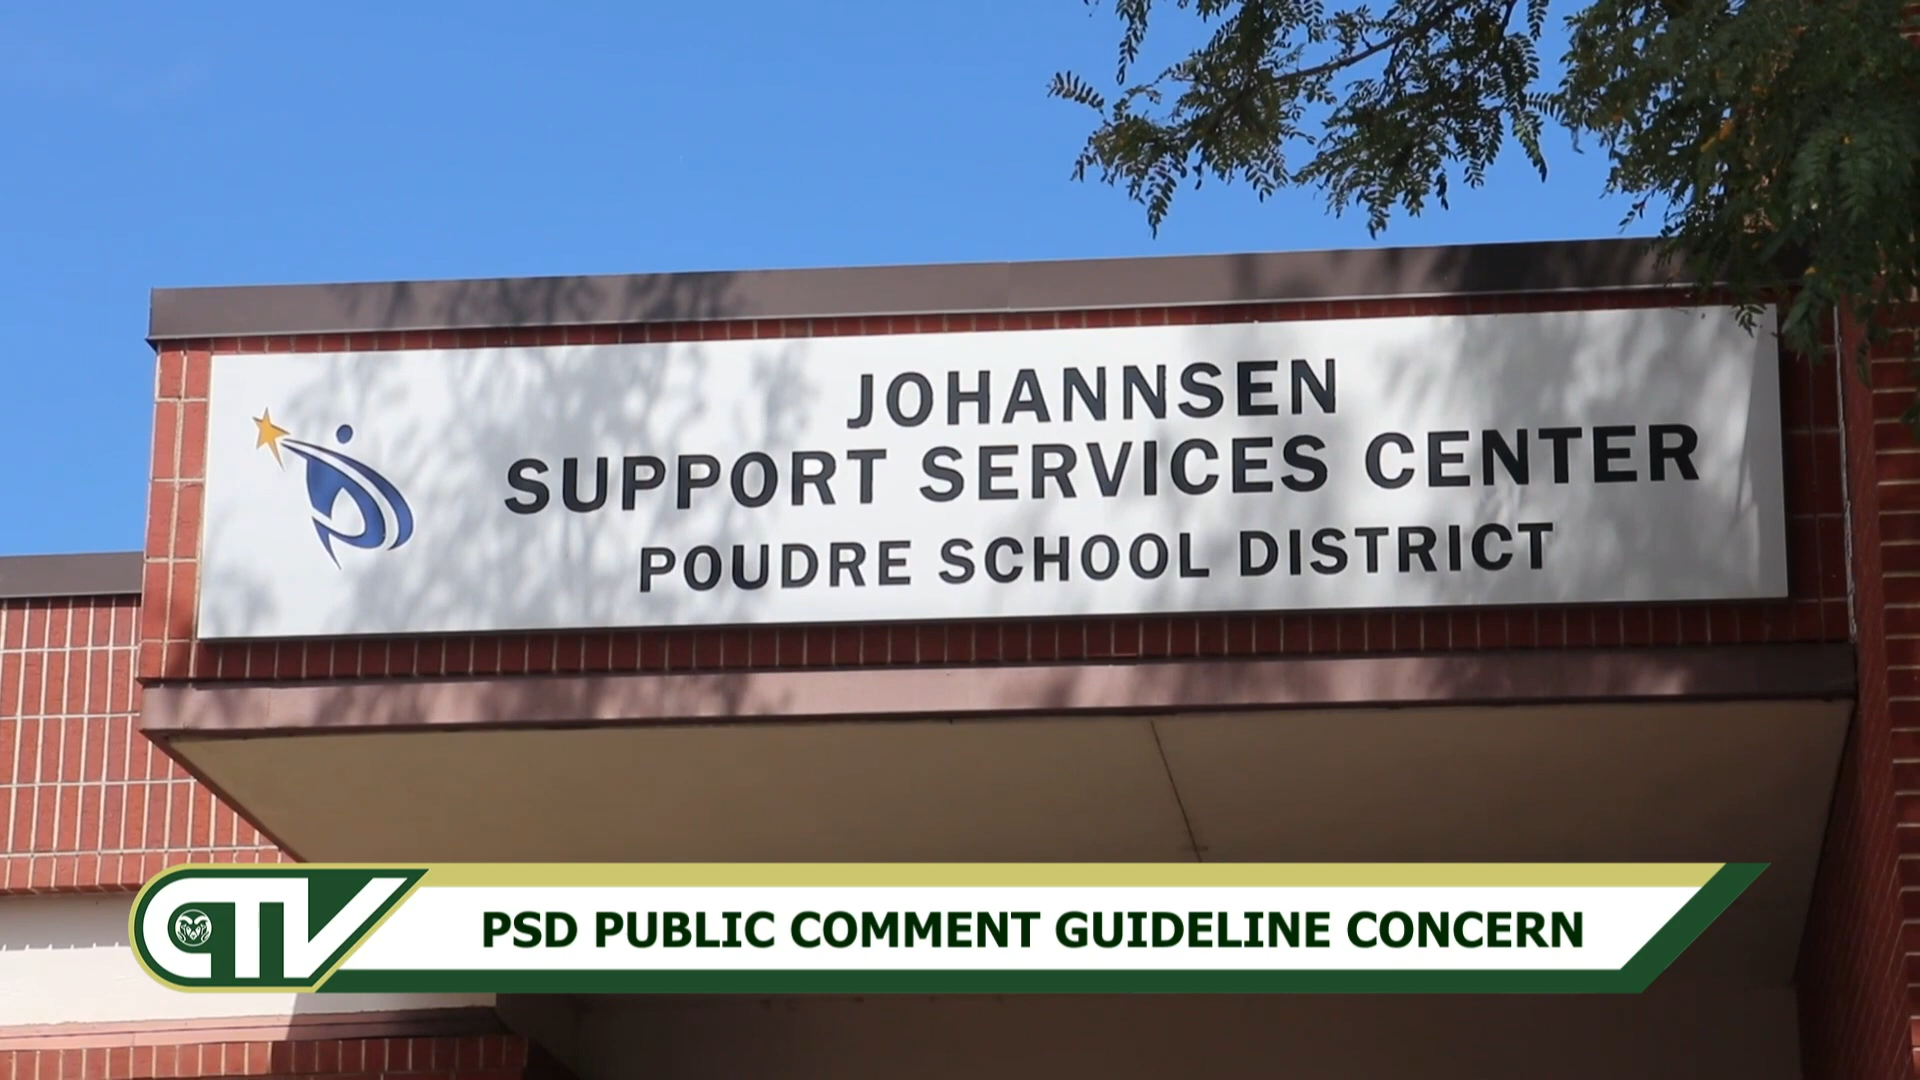 JOHANNSEN
SUPPORT SERVICES CENTER
POUDRE SCHOOL DISTRICT
CTV
PSD PUBLIC COMMENT GUIDELINE CONCERN